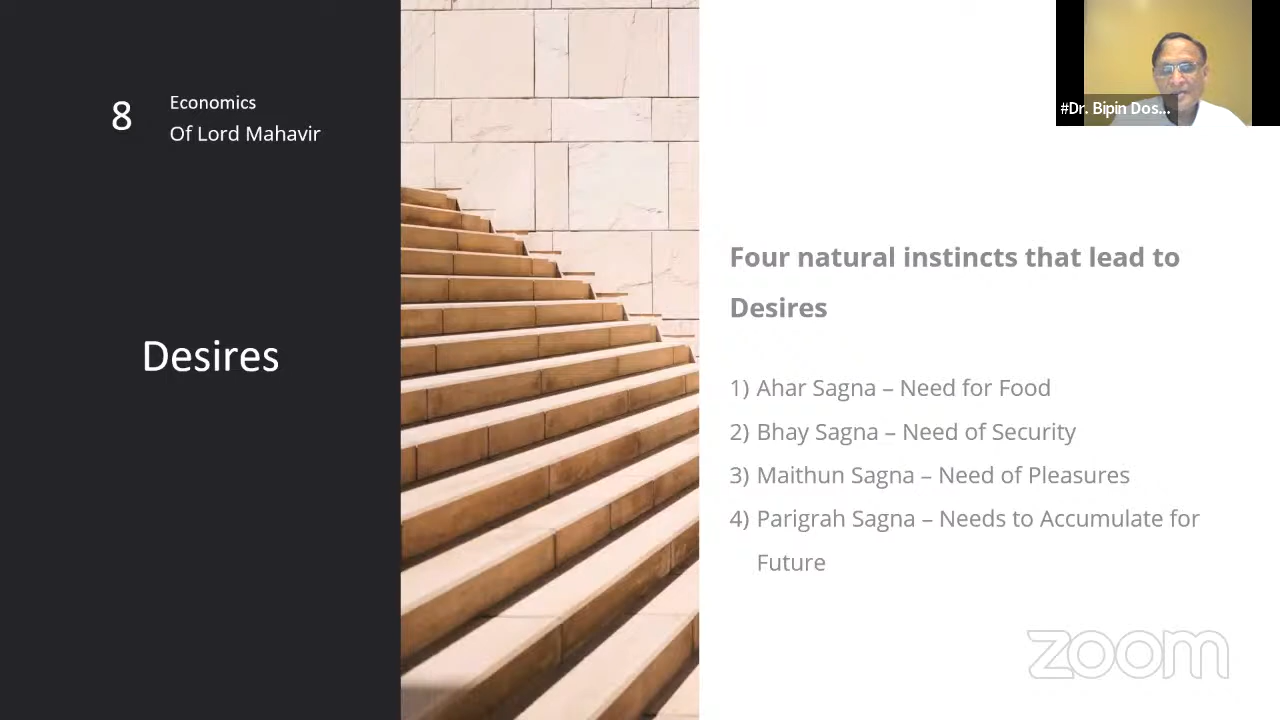 8
Economics
Of Lord Mahavir
Desires
Four natural instincts that lead to
Desires
1) Ahar Sagna – Need for Food
2) Bhay Sagna – Need of Security
3) Maithun Sagna – Need of Pleasures
4) Parigrah Sagna – Needs to Accumulate for
Future
#Dr. Bipin Dos...
zoom